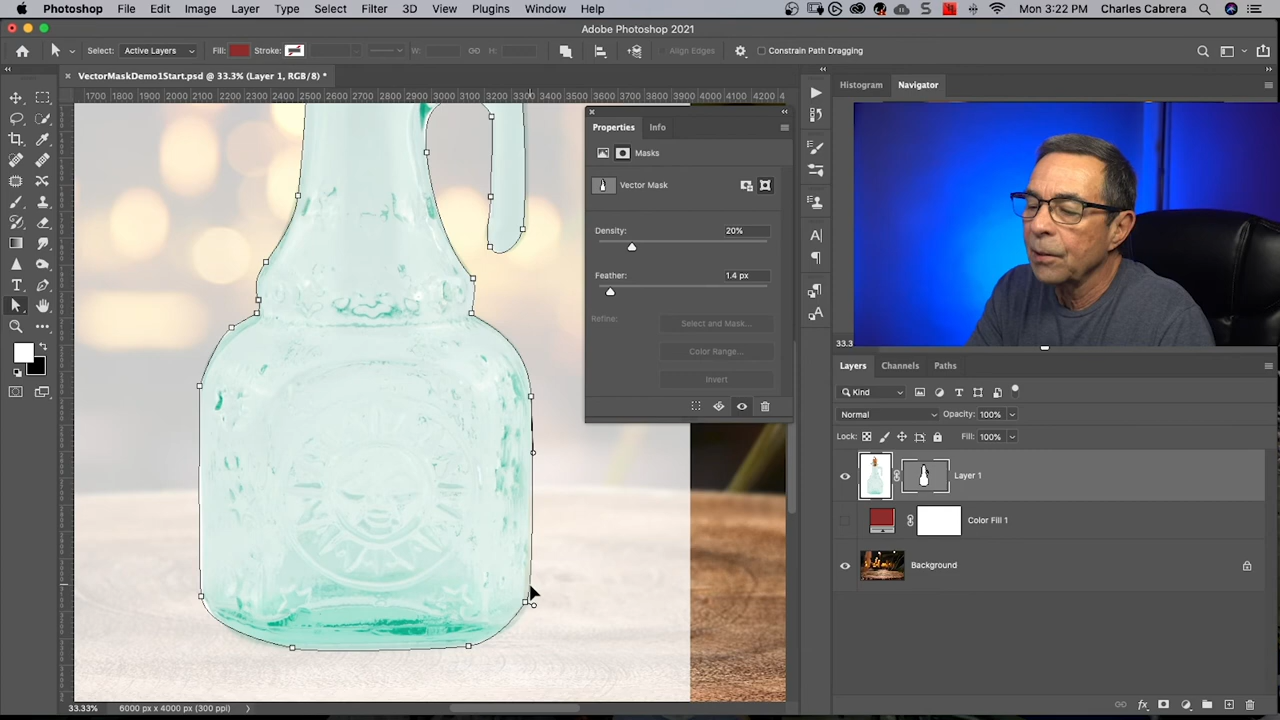 Photoshop File Edit Image Layer Type Select Filter 3D View Plugins Window Help Mon 3:22 PM Charles Cabrera
Adobe Photoshop 2021
Select: Active Layers Fill: Stroke: W: H: Align Edges Constrain Path Dragging
VectorMaskDemo1Start.psd @ 33.3% (Layer 1, RGB/8) *
Histogram Navigator
1700 1800 1900 2000 2100 2200 2300 2400 2500 2600 2700 2800 2900 3000 3100 3200 3300 3400 3500 3600 3700 3800 3900 4000 4100 4200
Properties Info
Masks
Vector Mask
Density: 20%
Feather: 1.4 px
Refine: Select and Mask...
Color Range...
Invert
33.3
Layers Channels Paths
Kind
Normal Opacity: 100%
Lock: Fill: 100%
Layer 1
Color Fill 1
Background
33.33% 6000 px x 4000 px (300 ppi)